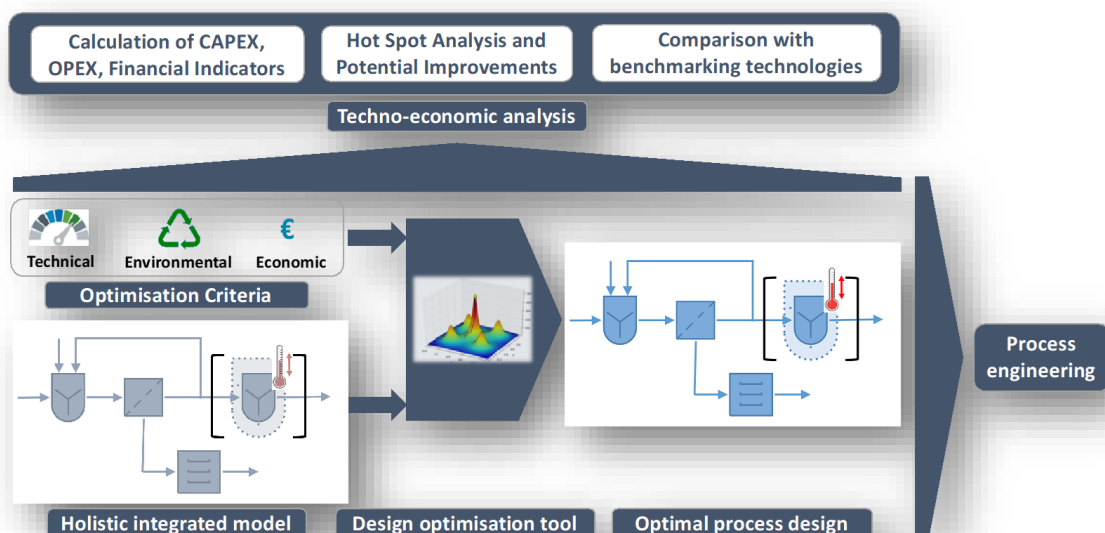 Calculation of CAPEX,
OPEX, Financial Indicators
Hot Spot Analysis and
Potential Improvements
Comparison with
benchmarking technologies
Techno-economic analysis
Technical
Environmental
€
Economic
Optimisation Criteria
Process
engineering
Holistic integrated model
Design optimisation tool
Optimal process design